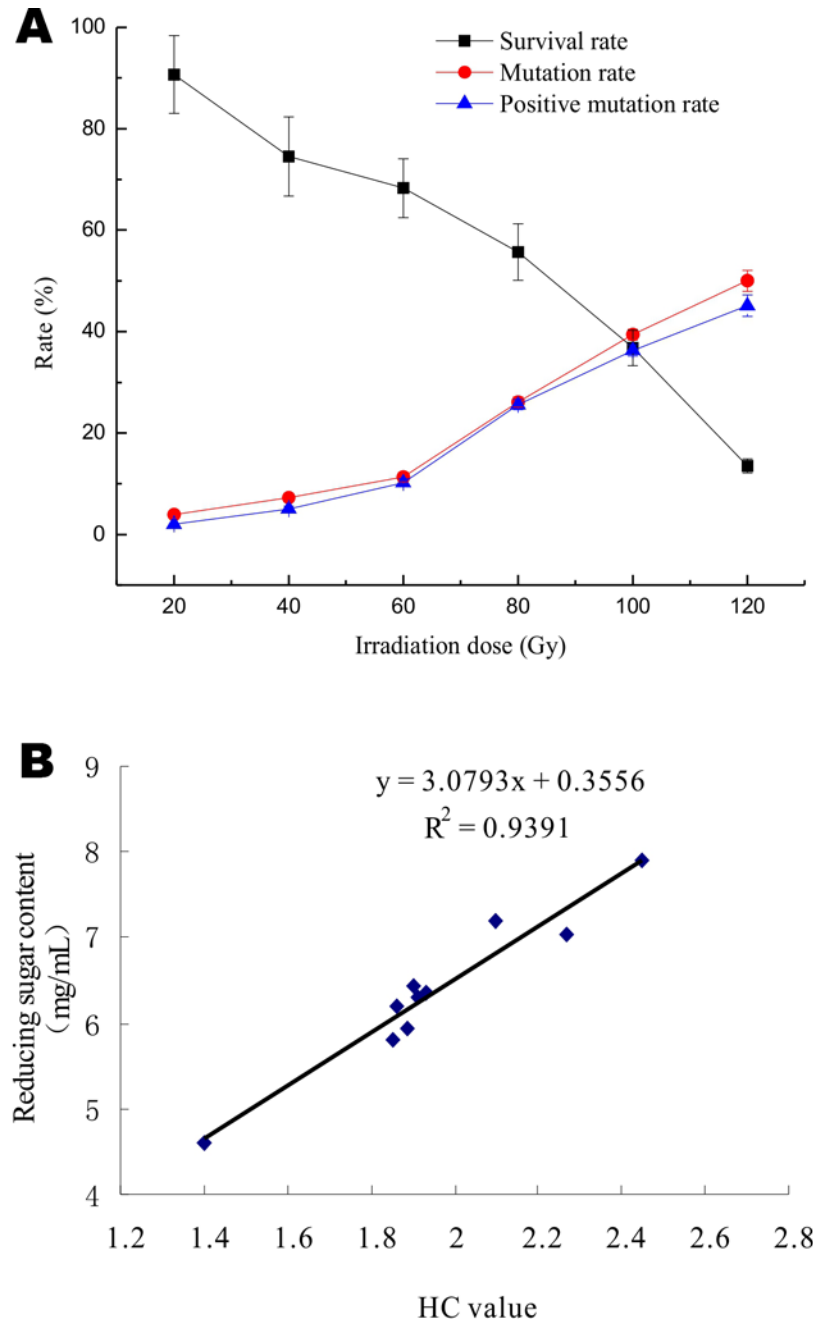 A
Survival rate
Mutation rate
Positive mutation rate
100
80
60
40
20
0
Rate (%)
20 40 60 80 100 120
Irradiation dose (Gy)
B
y = 3.0793x + 0.3556
R² = 0.9391
9
8
7
6
5
4
Reducing sugar content
(mg/mL)
1.2 1.4 1.6 1.8 2 2.2 2.4 2.6 2.8
HC value